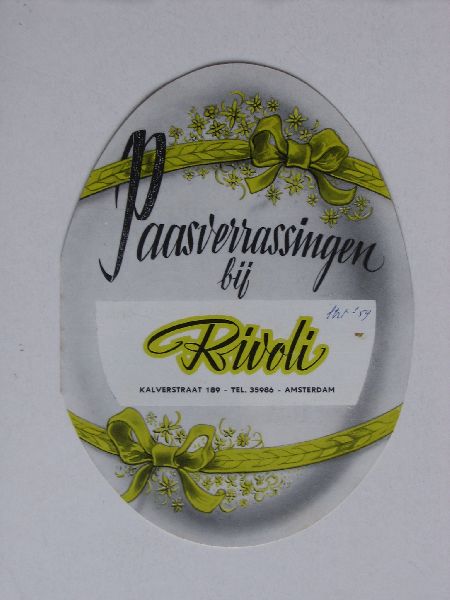 Paasverrassingen
bij
Rivoli
KALVERSTRAAT 189 - TEL. 35986 - AMSTERDAM